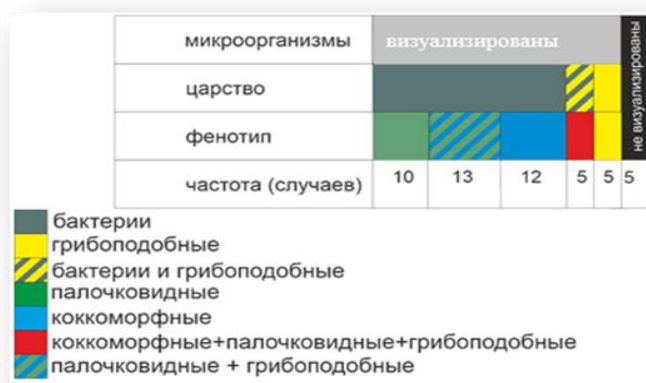 микроорганизмы визуализированы
не визуализированы
царство
фенотип
частота (случаев) 10 13 12 5 5 5
бактерии
грибоподобные
бактерии и грибоподобные
палочковидные
коккоморфные
коккоморфные+палочковидные+грибоподобные
палочковидные + грибоподобные